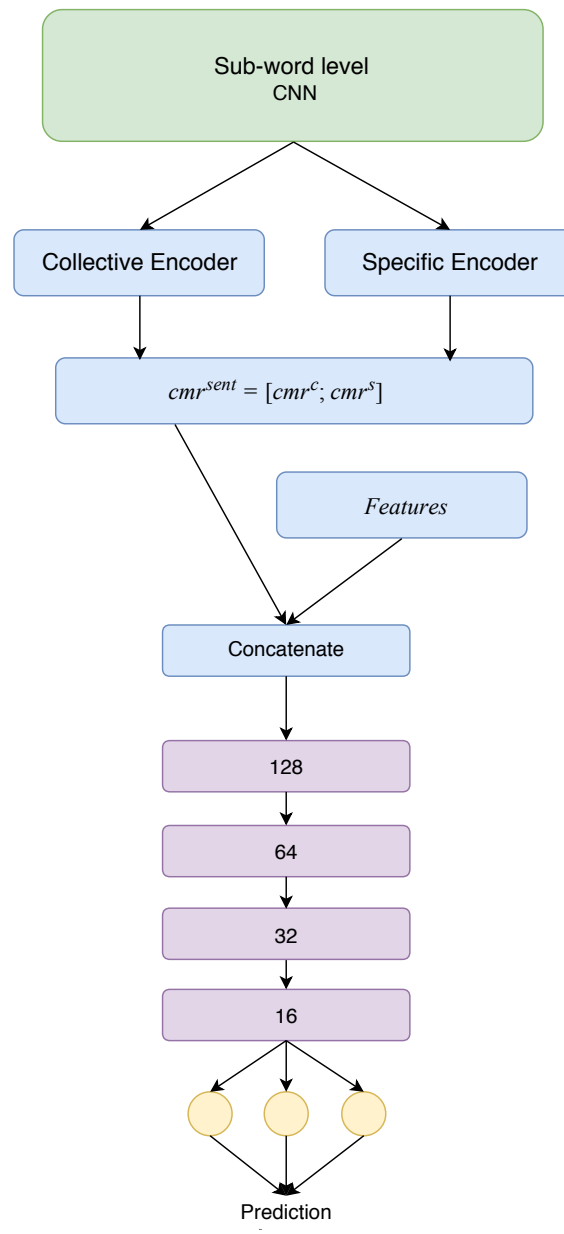 Sub-word level
CNN
Collective Encoder
Specific Encoder
cmr^sent = [cmr^c; cmr^s]
Features
Concatenate
128
64
32
16
Prediction